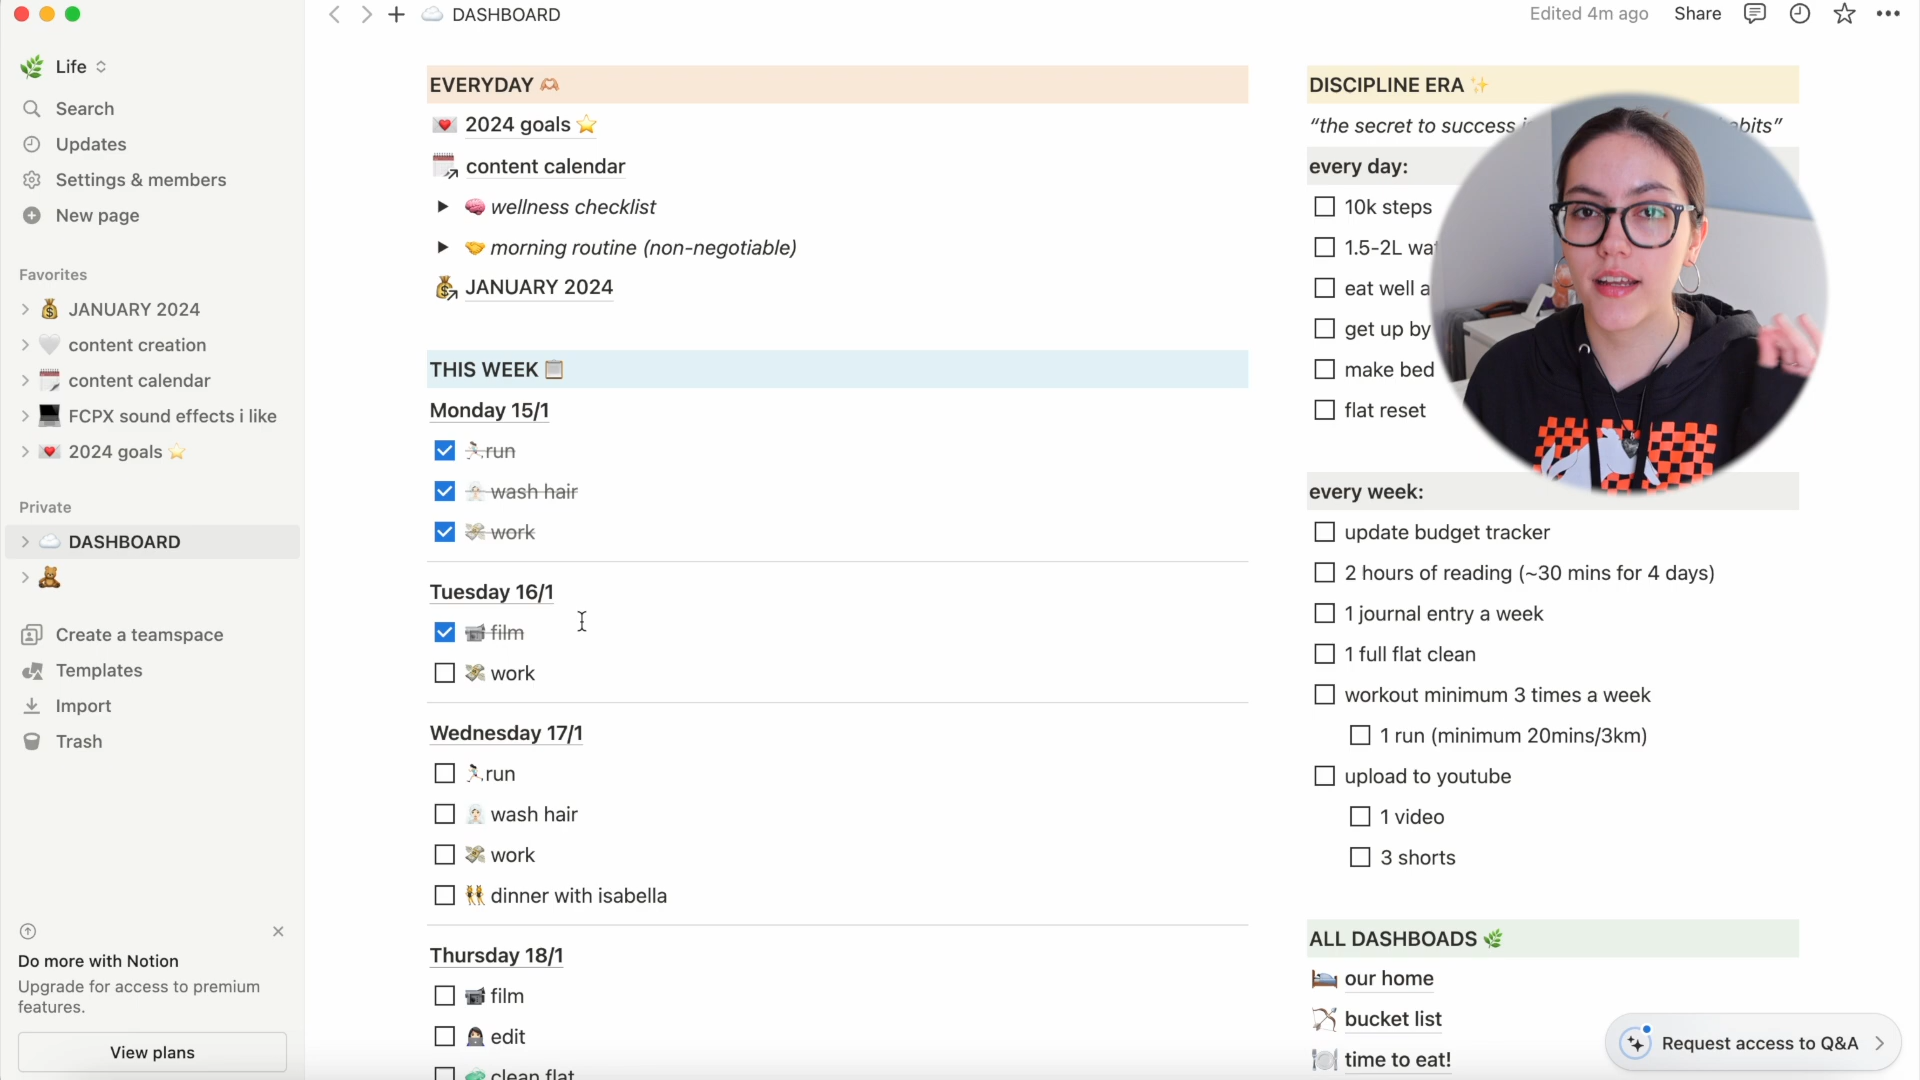 DASHBOARD
Edited 4m ago
Share
Life
Search
Updates
Settings & members
New page
Favorites
JANUARY 2024
content creation
content calendar
FCPX sound effects i like
2024 goals
Private
DASHBOARD
Create a teamspace
Templates
Import
Trash
Do more with Notion
Upgrade for access to premium
features.
View plans
EVERYDAY
2024 goals
content calendar
wellness checklist
morning routine (non-negotiable)
JANUARY 2024
THIS WEEK
Monday 15/1
run
wash hair
work
Tuesday 16/1
film
work
Wednesday 17/1
run
wash hair
work
dinner with isabella
Thursday 18/1
film
edit
clean flat
DISCIPLINE ERA
“the secret to success
every day:
10k steps
1.5-2L
eat well
get up by
make bed
flat reset
every week:
update budget tracker
2 hours of reading (~30 mins for 4 days)
1 journal entry a week
1 full flat clean
workout minimum 3 times a week
1 run (minimum 20mins/3km)
upload to youtube
1 video
3 shorts
ALL DASHBOADS
our home
bucket list
time to eat!
Request access to Q&A